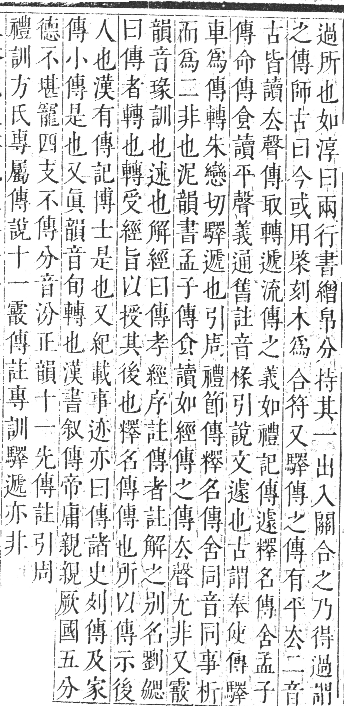 過所也如淳曰兩行書繒帛分持其一出入關合之乃得過謂
之傳師古曰今或用棨刻木爲合符又驛傳之傳有平厺二音
古皆讀厺聲傳取轉遞流傳之義如禮記傳遽釋名傳舍孟子
傳命傳食讀平聲義通舊註音椽引說文遽也古謂奉使傳驛
車爲傳轉朱戀切驛遞也引周禮節傳釋名傳舍同音同事析
而爲二非也泥韻書孟子傳食讀如經傳之傳厺聲尤非又霰
韻音瑑訓也述也解經曰傳孝經序註傳者註解之別名劉勰
曰傳者轉也轉受經旨以授其後也釋名傳傳也所以傳示後
人也漢有傳記博士是也又紀載事迹亦曰傳諸史列傳及家
傳小傳是也又眞韻音旬轉也漢書叙傳帝庸親親厥國五分
德不堪寵四支不傳分音汾正韻十一先傳註引周
禮訓方氏專屬傳說十一霰傳註專訓驛遞亦非